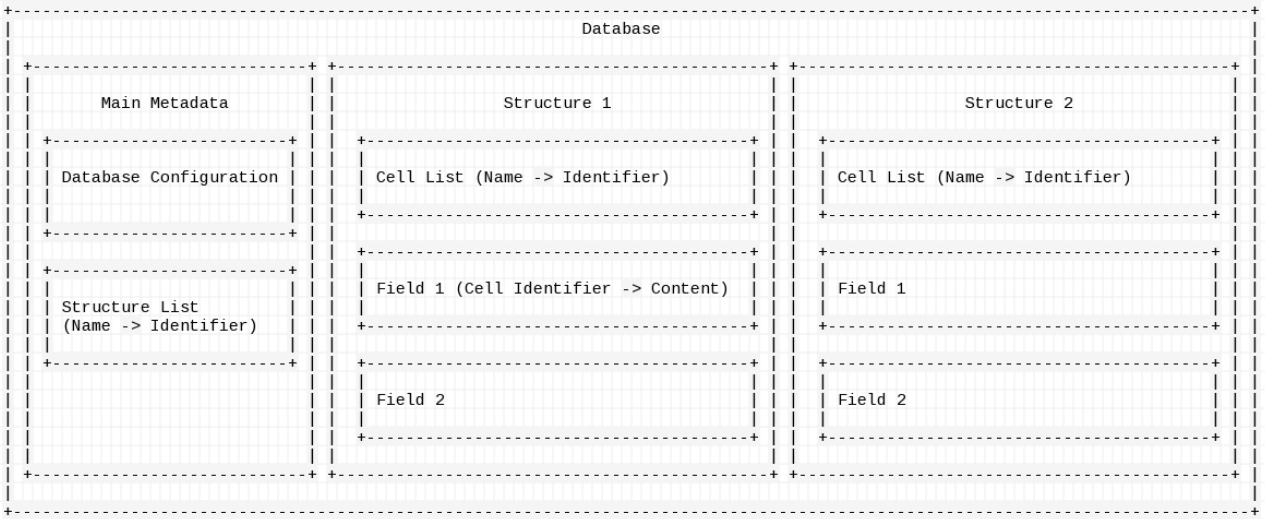 Database
Main Metadata
Database Configuration
Structure List
(Name -> Identifier)
Structure 1
Cell List (Name -> Identifier)
Field 1 (Cell Identifier -> Content)
Field 2
Structure 2
Cell List (Name -> Identifier)
Field 1
Field 2